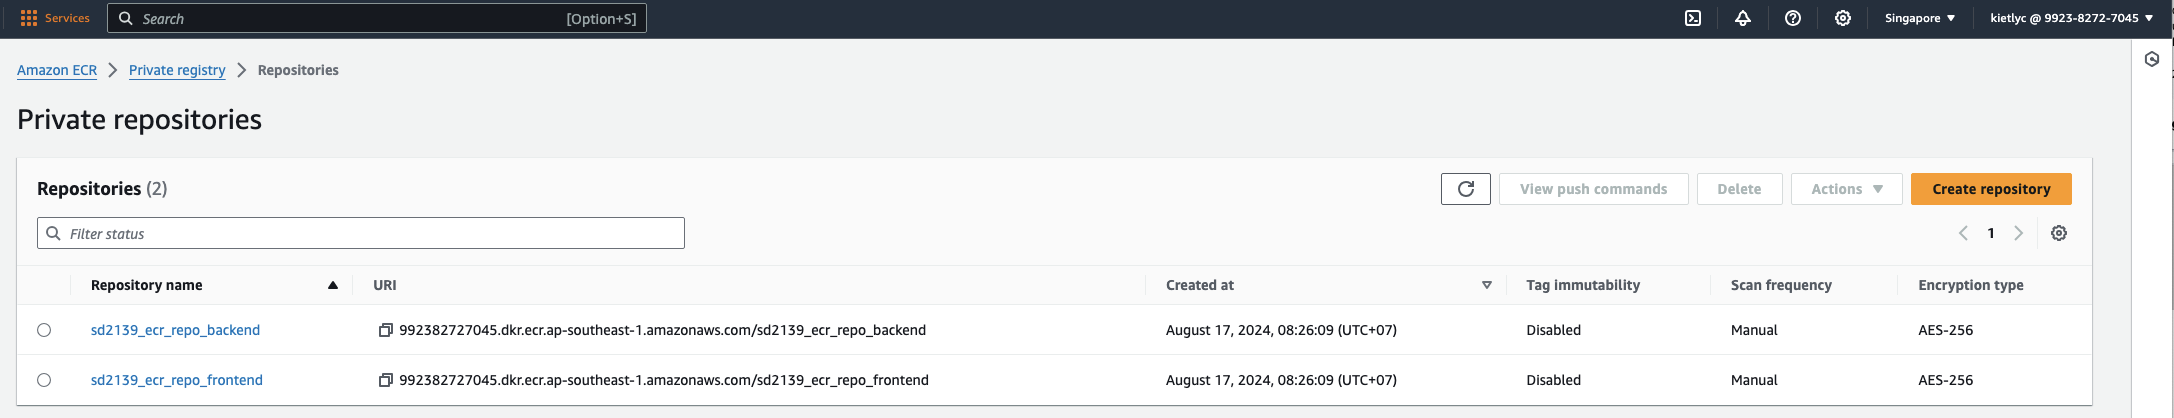 Services Search [Option+S] Singapore kietlyc @ 9923-8272-7045
Amazon ECR Private registry Repositories
Private repositories
Repositories (2) View push commands Delete Actions Create repository
Filter status 1
Repository name URI Created at Tag immutability Scan frequency Encryption type
sd2139_ecr_repo_backend 992382727045.dkr.ecr.ap-southeast-1.amazonaws.com/sd2139_ecr_repo_backend August 17, 2024, 08:26:09 (UTC+07) Disabled Manual AES-256
sd2139_ecr_repo_frontend 992382727045.dkr.ecr.ap-southeast-1.amazonaws.com/sd2139_ecr_repo_frontend August 17, 2024, 08:26:09 (UTC+07) Disabled Manual AES-256